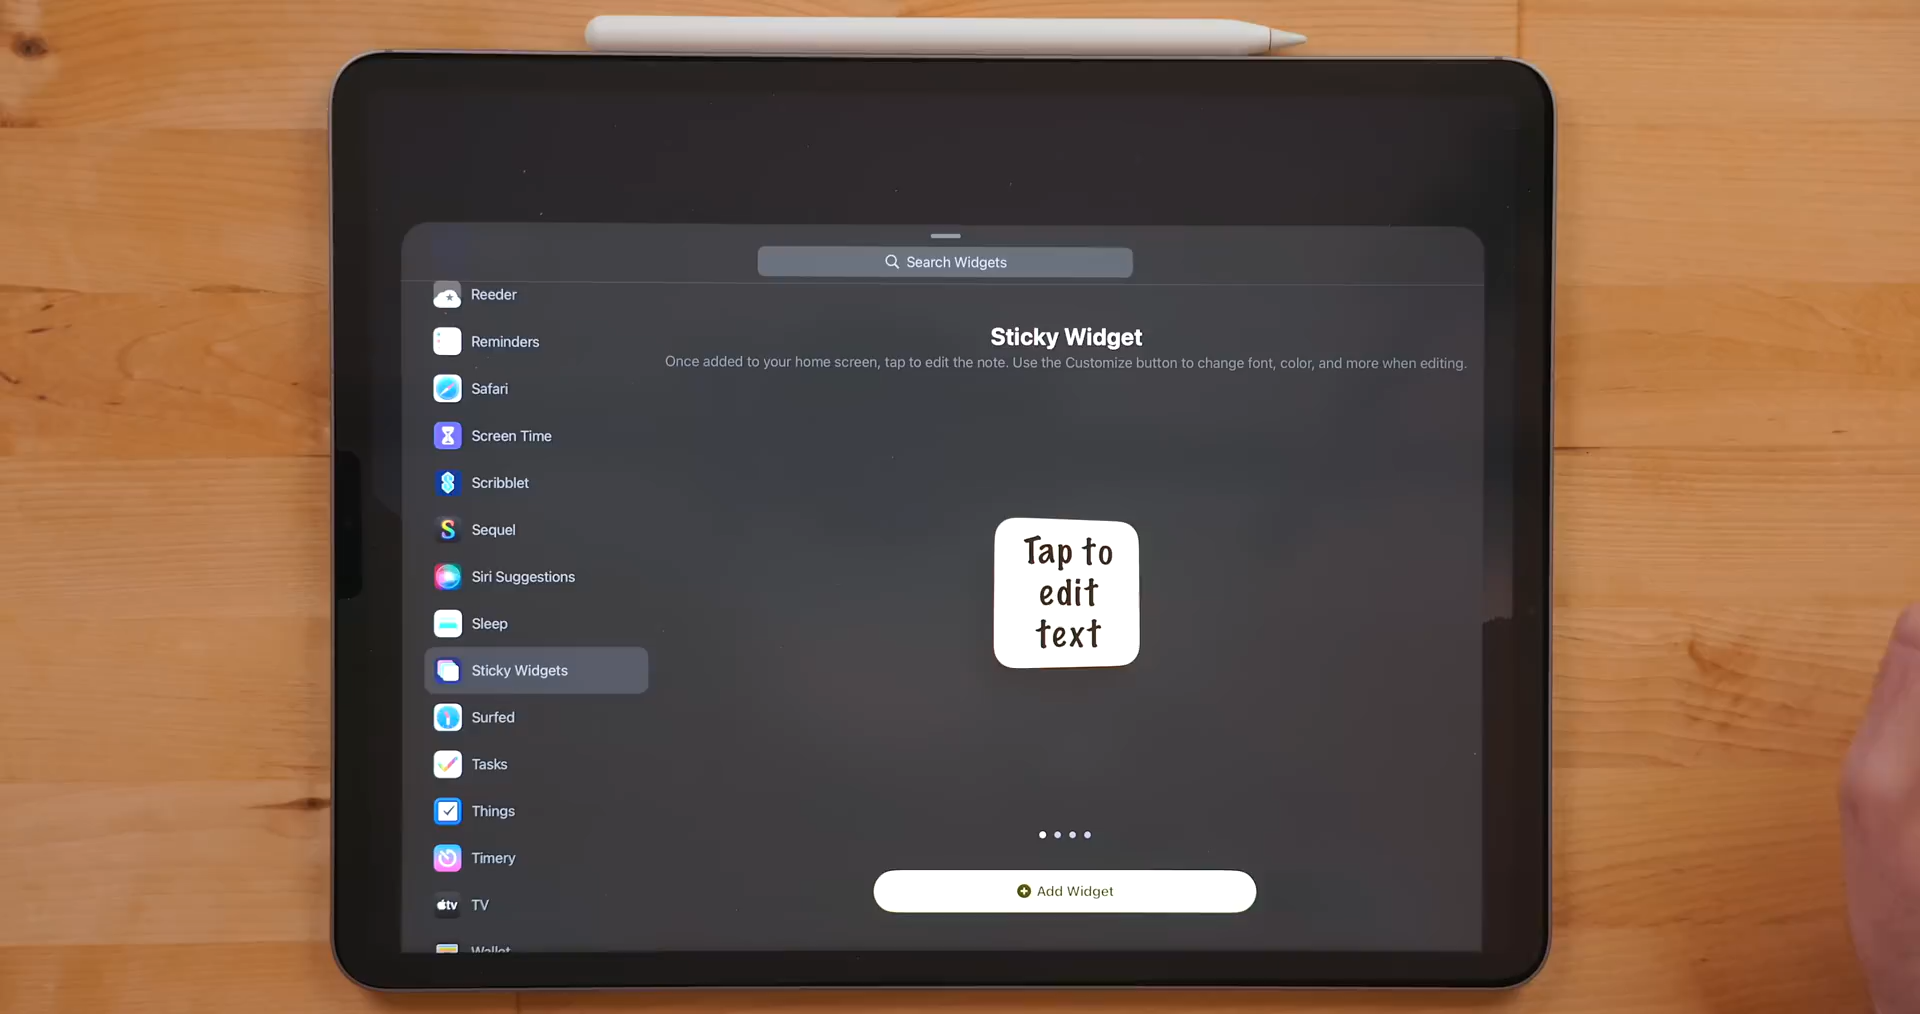 Search Widgets
Reeder
Reminders
Safari
Screen Time
Scribblet
Sequel
Siri Suggestions
Sleep
Sticky Widgets
Surfed
Tasks
Things
Timery
tv
TV
Wallet
Sticky Widget
Once added to your home screen, tap to edit the note. Use the Customize button to change font, color, and more when editing.
Tap to
edit
text
Add Widget